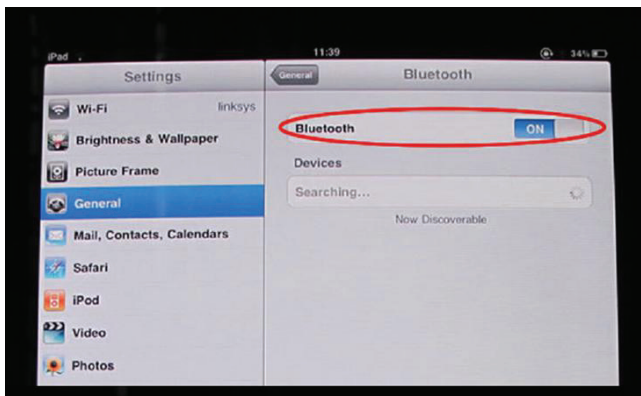 iPad
11:39
34%
Settings
General
Bluetooth
Wi-Fi
linksys
Brightness & Wallpaper
Picture Frame
General
Mail, Contacts, Calendars
Safari
iPod
Video
Photos
Bluetooth
ON
Devices
Searching...
Now Discoverable